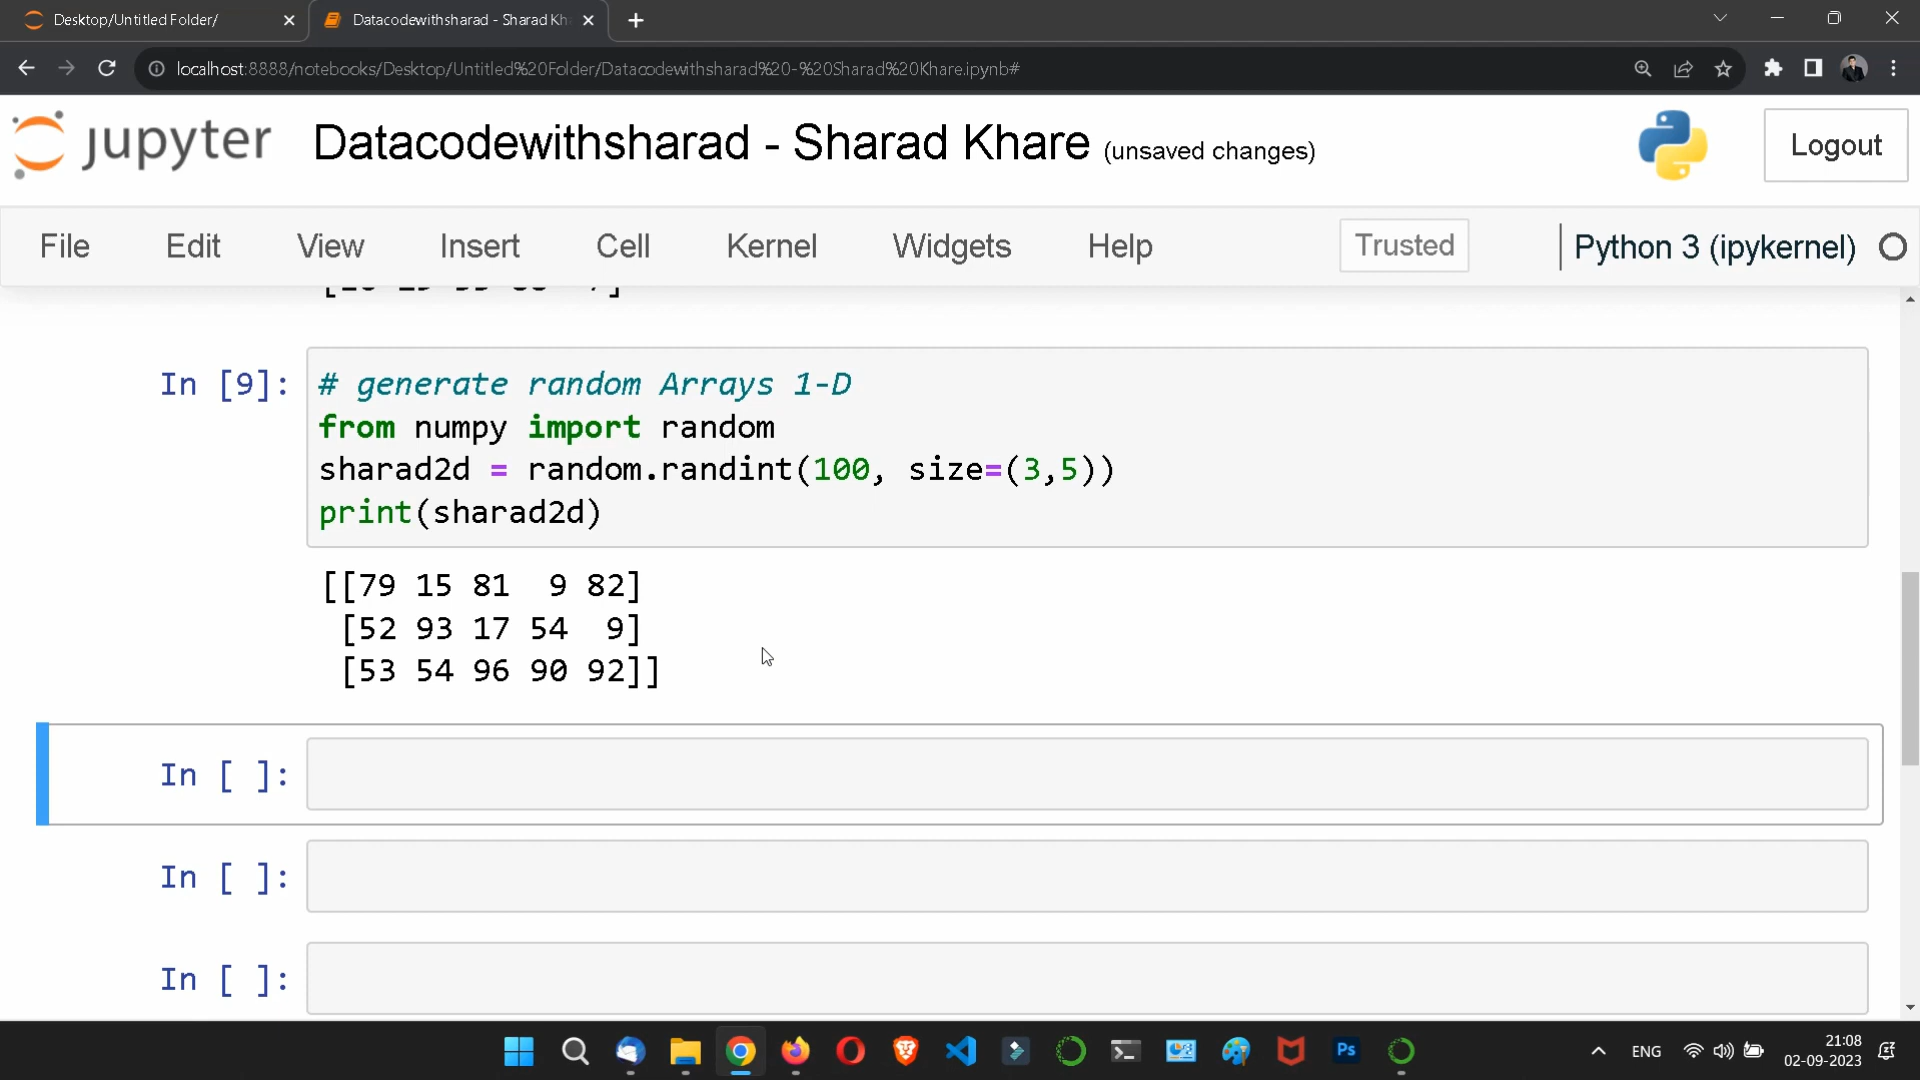 Desktop/Untitled Folder/
Datacodewithsharad - Sharad Kh
localhost:8888/notebooks/Desktop/Untitled%20Folder/Datacodewithsharad%20-%20Sharad%20Khare.ipynb#
jupyter
Datacodewithsharad - Sharad Khare (unsaved changes)
Logout
File Edit View Insert Cell Kernel Widgets Help
Trusted
Python 3 (ipykernel)
In [9]:
# generate random Arrays 1-D
from numpy import random
sharad2d = random.randint(100, size=(3,5))
print(sharad2d)
[[79 15 81  9 82]
[52 93 17 54  9]
[53 54 96 90 92]]
In [ ]:
In [ ]:
In [ ]:
Ps
ENG
21:08
02-09-2023